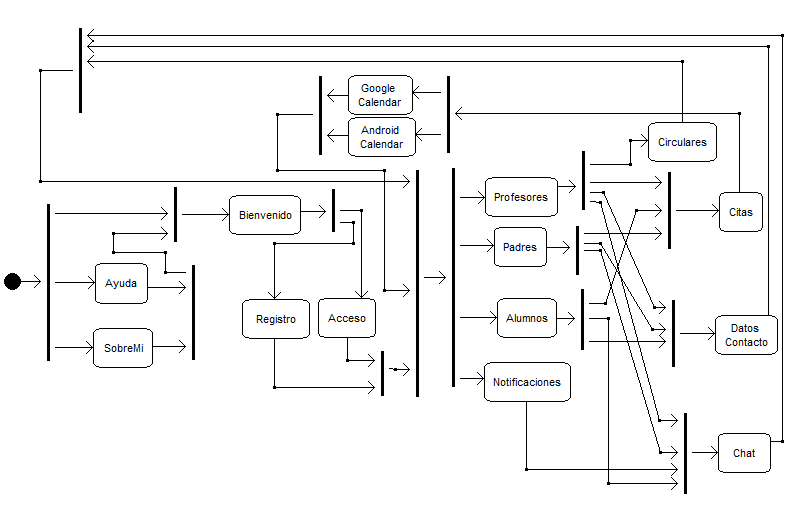 Google
Calendar
Android
Calendar
Circulares
Profesores
Citas
Bienvenido
Padres
Ayuda
Registro
Acceso
Alumnos
Datos
Contacto
SobreMi
Notificaciones
Chat